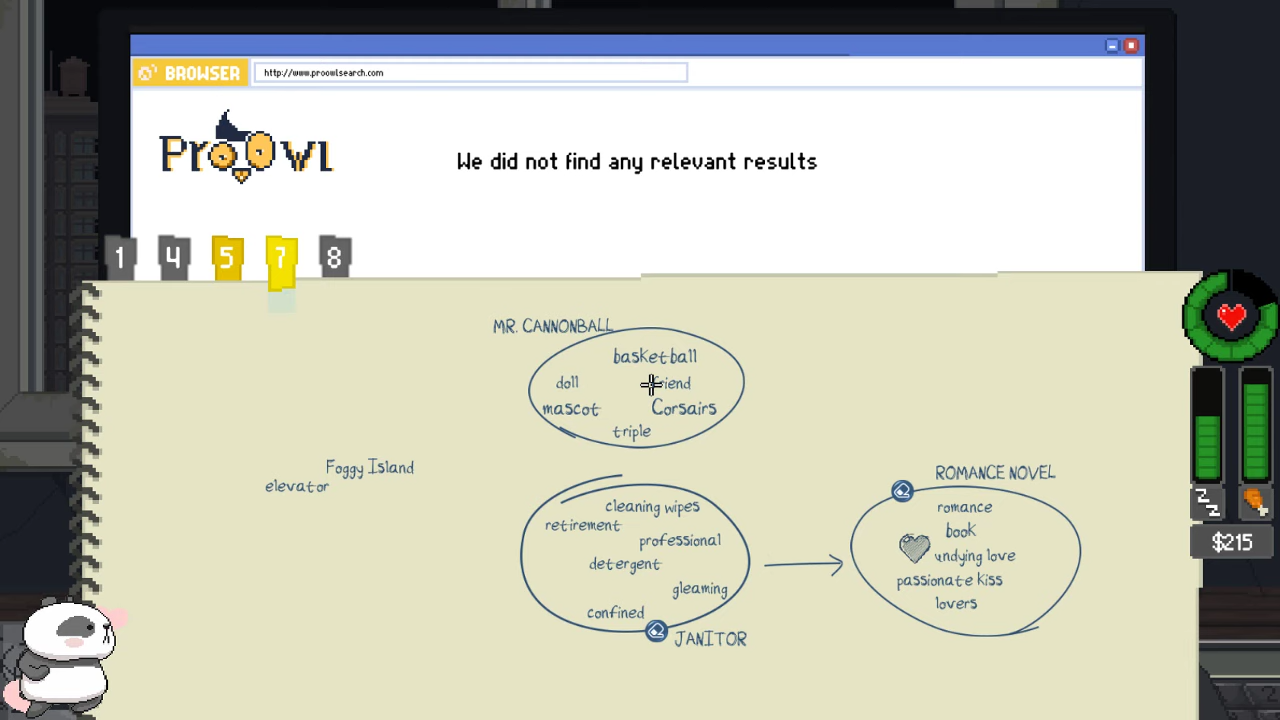 BROWSER
http://www.proowlsearch.com
PrOOwl
We did not find any relevant results
1 4 5 7 8
MR. CANNONBALL
basketball
doll friend
mascot Corsairs
triple
Foggy Island
elevator
cleaning wipes
retirement
professional
detergent
gleaming
confined
JANITOR
ROMANCE NOVEL
romance
book
undying love
passionate kiss
lovers
Z Z
$215